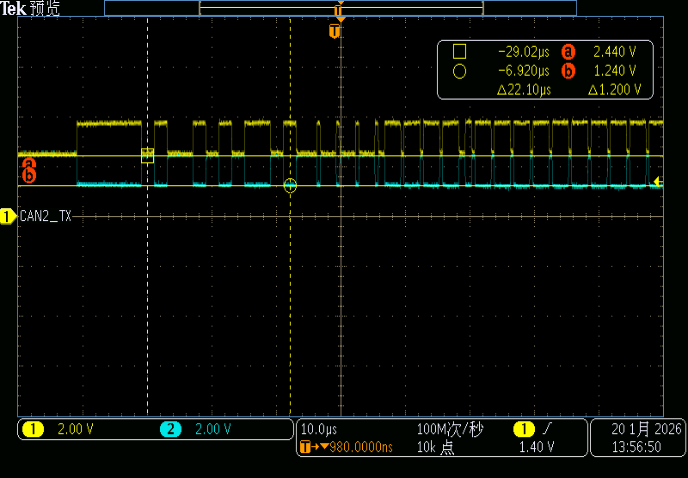 Tek 预览
T
T
−29.02µs a 2.440 V
−6.920µs b 1.240 V
△22.10µs △1.200 V
a
b
1 CAN2_TX
1 2.00 V 2 2.00 V
10.0µs 100M次/秒 1
T→▼980.0000ns 10k 点 1.40 V
20 1月 2026
13:56:50